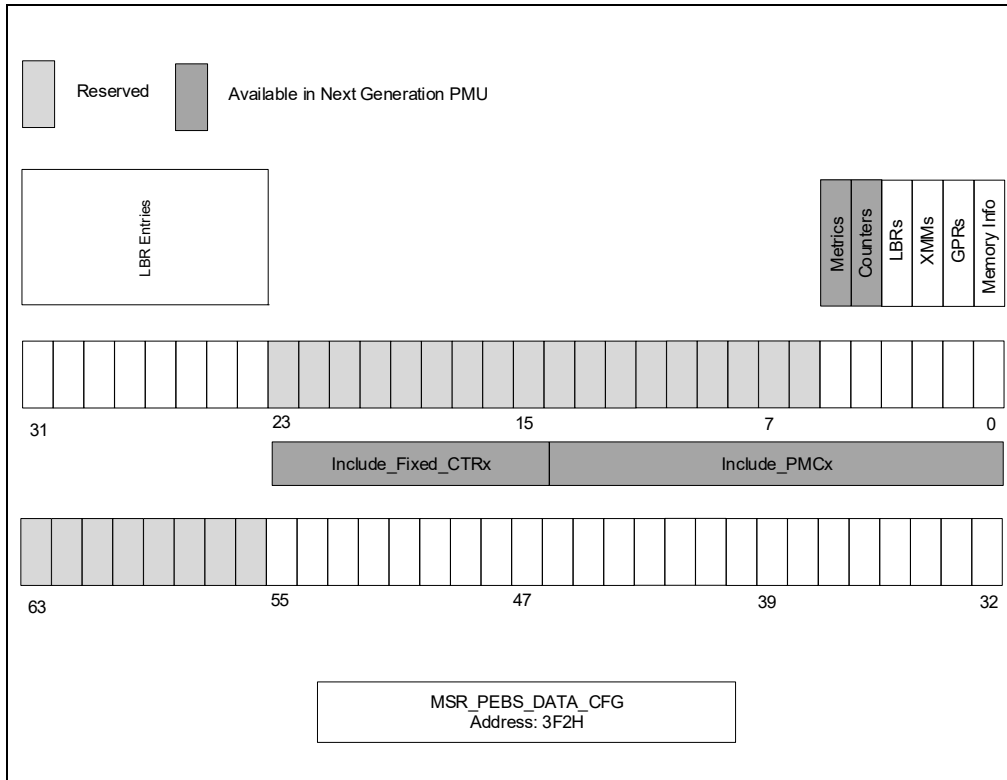 Reserved
Available in Next Generation PMU
LBR Entries
Metrics
Counters
LBRs
XMMs
GPRs
Memory Info
31 23 15 7 0
Include_Fixed_CTRx Include_PMCx
63 55 47 39 32
MSR_PEBS_DATA_CFG
Address: 3F2H